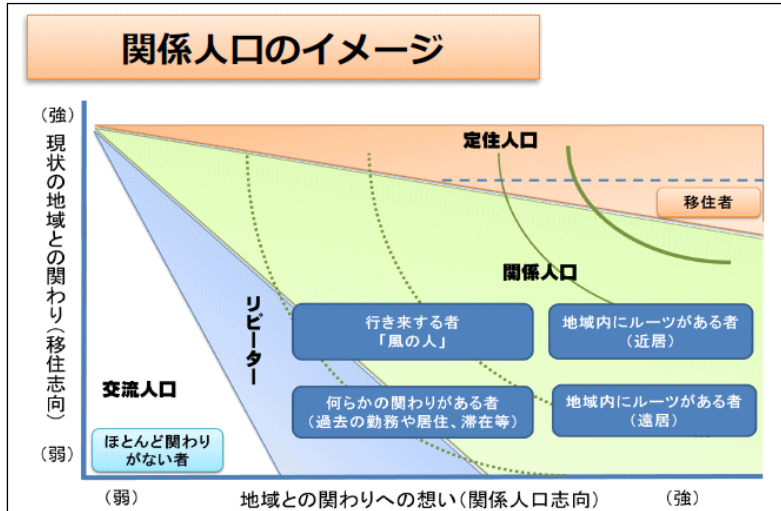 関係人口のイメージ
（強）
現状の地域との関わり（移住志向）
（弱）
定住人口
移住者
関係人口
リピーター
行き来する者
「風の人」
地域内にルーツがある者
（近居）
交流人口
何らかの関わりがある者
（過去の勤務や居住、滞在等）
地域内にルーツがある者
（遠居）
ほとんど関わり
がない者
（弱）
地域との関わりへの想い（関係人口志向）
（強）